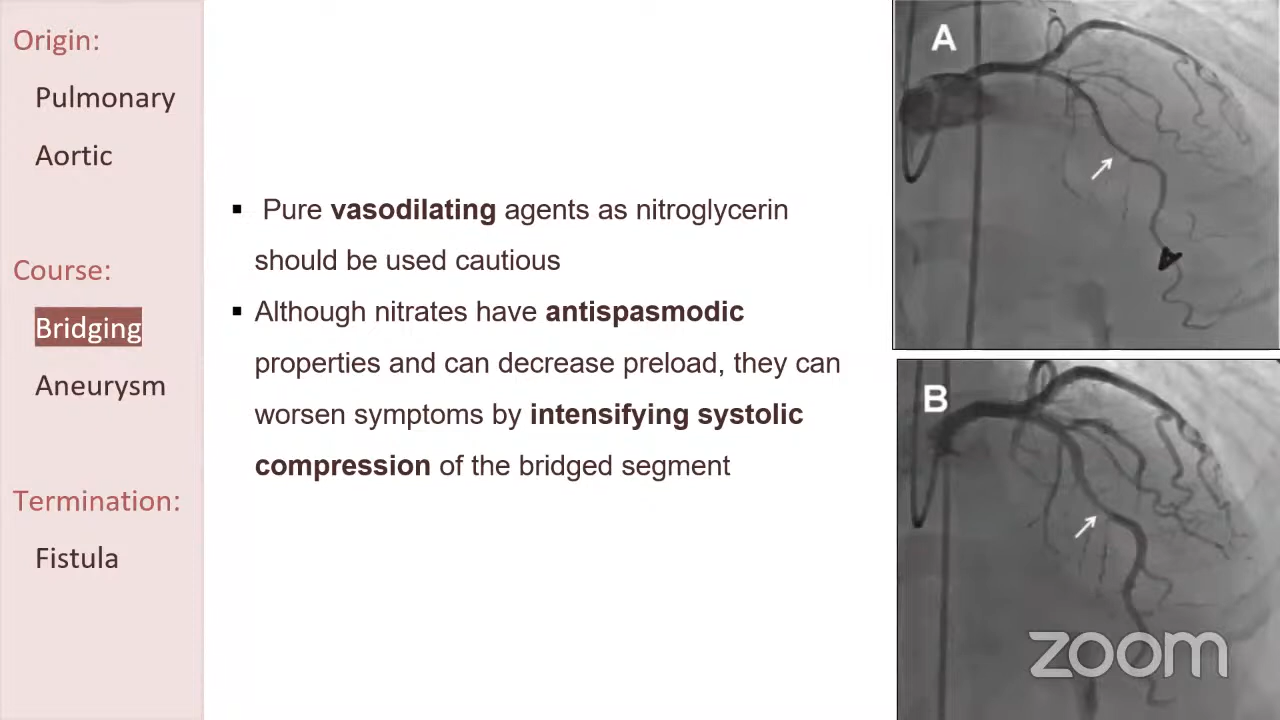 Origin:
Pulmonary
Aortic
Course:
Bridging
Aneurysm
Termination:
Fistula
▪ Pure vasodilating agents as nitroglycerin
should be used cautious
▪ Although nitrates have antispasmodic
properties and can decrease preload, they can
worsen symptoms by intensifying systolic
compression of the bridged segment
A
B
zoom